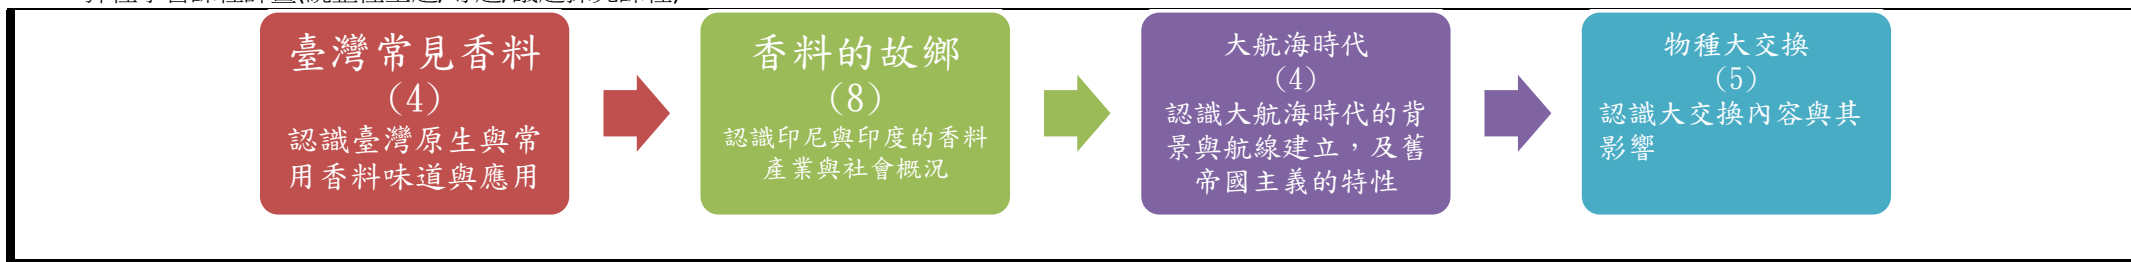 臺灣常見香料
(4)
認識臺灣原生與常
用香料味道與應用
香料的故鄉
(8)
認識印尼與印度的香料
產業與社會概況
大航海時代
(4)
認識大航海時代的背
景與航線建立，及舊
帝國主義的特性
物種大交換
(5)
認識大交換內容與其
影響